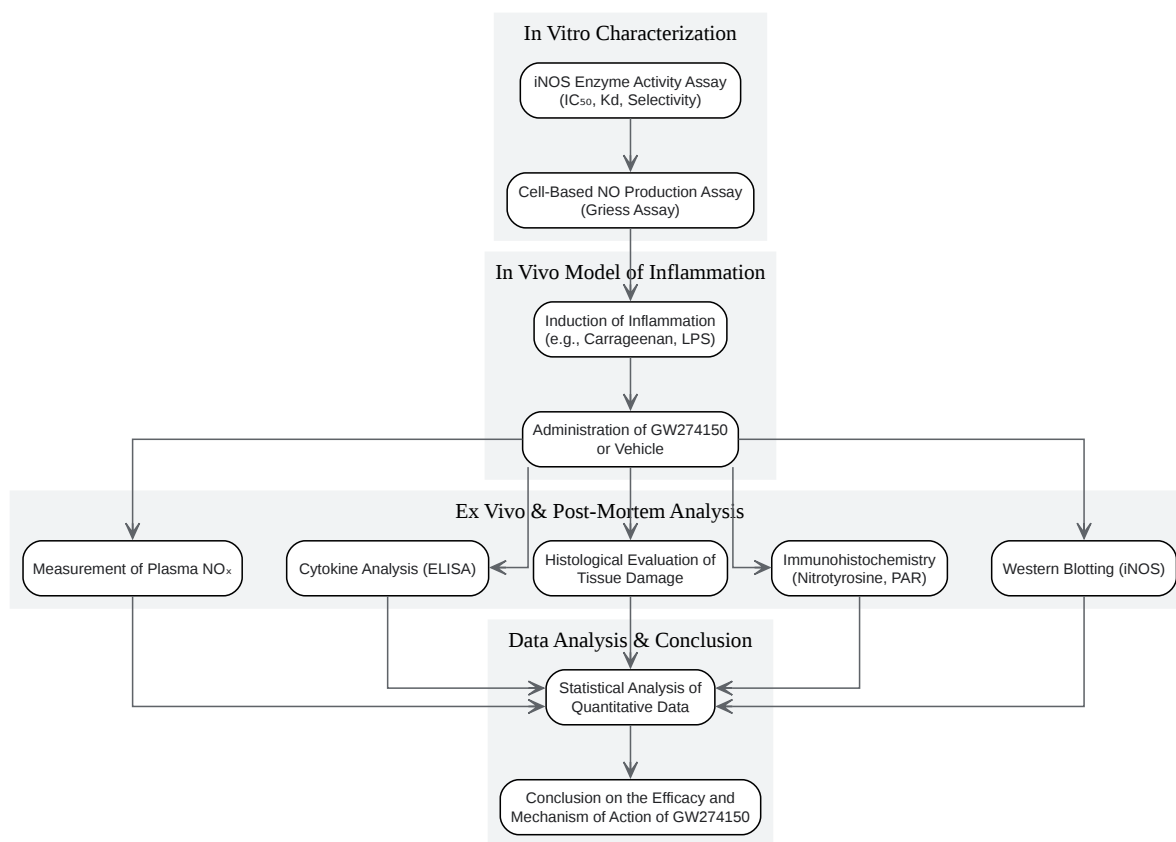 In Vitro Characterization
iNOS Enzyme Activity Assay
(IC₅₀, Kd, Selectivity)
Cell-Based NO Production Assay
(Griess Assay)
In Vivo Model of Inflammation
Induction of Inflammation
(e.g., Carrageenan, LPS)
Administration of GW274150
or Vehicle
Ex Vivo & Post-Mortem Analysis
Measurement of Plasma NOₓ
Cytokine Analysis (ELISA)
Histological Evaluation of
Tissue Damage
Immunohistochemistry
(Nitrotyrosine, PAR)
Western Blotting (iNOS)
Data Analysis & Conclusion
Statistical Analysis of
Quantitative Data
Conclusion on the Efficacy and
Mechanism of Action of GW274150